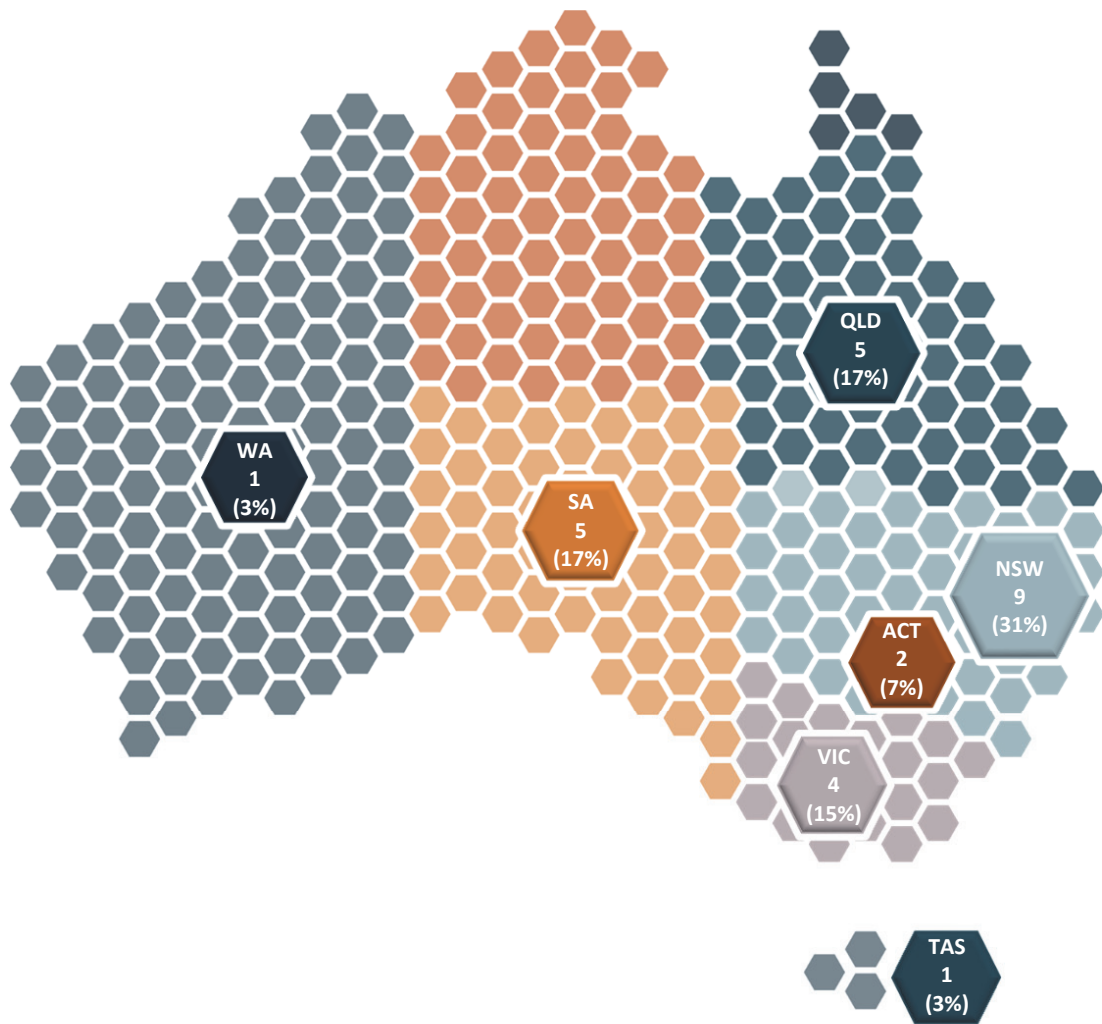 QLD
5
(17%)
WA
1
(3%)
SA
5
(17%)
NSW
9
(31%)
ACT
2
(7%)
VIC
4
(15%)
TAS
1
(3%)